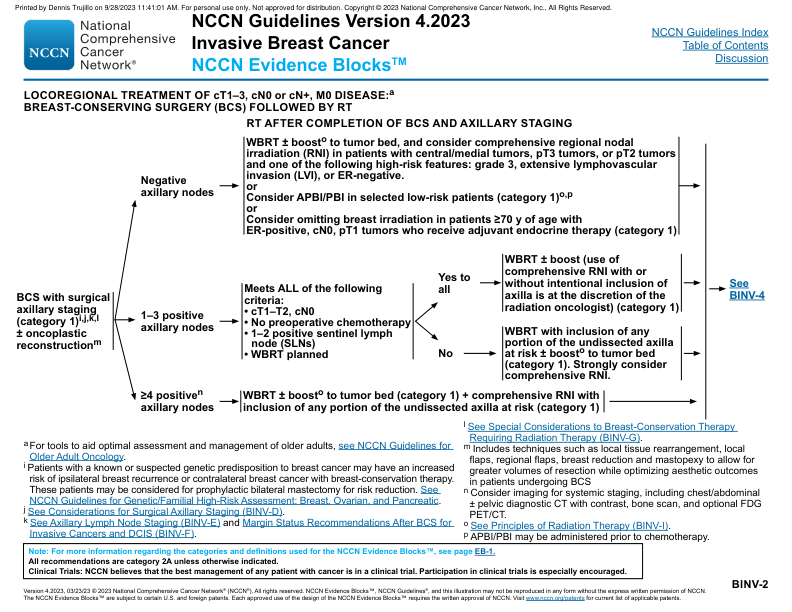 Printed by Dennis Trujillo on 9/28/2023 11:41:01 AM. For personal use only. Not approved for distribution. Copyright © 2023 National Comprehensive Cancer Network, Inc., All Rights Reserved.
NCCN
National
Comprehensive
Cancer
Network®
NCCN Guidelines Version 4.2023
Invasive Breast Cancer
NCCN Evidence Blocks™
NCCN Guidelines Index
Table of Contents
Discussion
LOCOREGIONAL TREATMENT OF cT1–3, cN0 or cN+, M0 DISEASE:a
BREAST-CONSERVING SURGERY (BCS) FOLLOWED BY RT
RT AFTER COMPLETION OF BCS AND AXILLARY STAGING
BCS with surgical
axillary staging
(category 1)i,j,k,l
± oncoplastic
reconstructionm
Negative
axillary nodes
WBRT ± boosto to tumor bed, and consider comprehensive regional nodal
irradiation (RNI) in patients with central/medial tumors, pT3 tumors, or pT2 tumors
and one of the following high-risk features: grade 3, extensive lymphovascular
invasion (LVI), or ER-negative.
or
Consider APBI/PBI in selected low-risk patients (category 1)o,p
or
Consider omitting breast irradiation in patients ≥70 y of age with
ER-positive, cN0, pT1 tumors who receive adjuvant endocrine therapy (category 1)
1–3 positive
axillary nodes
Meets ALL of the following
criteria:
• cT1–T2, cN0
• No preoperative chemotherapy
• 1–2 positive sentinel lymph
node (SLNs)
• WBRT planned
Yes to
all
WBRT ± boost (use of
comprehensive RNI with or
without intentional inclusion of
axilla is at the discretion of the
radiation oncologist) (category 1)
No
WBRT with inclusion of any
portion of the undissected axilla
at risk ± boosto to tumor bed
(category 1). Strongly consider
comprehensive RNI.
≥4 positiven
axillary nodes
WBRT ± boosto to tumor bed (category 1) + comprehensive RNI with
inclusion of any portion of the undissected axilla at risk (category 1)
See
BINV-4
a For tools to aid optimal assessment and management of older adults, see NCCN Guidelines for
Older Adult Oncology.
i Patients with a known or suspected genetic predisposition to breast cancer may have an increased
risk of ipsilateral breast recurrence or contralateral breast cancer with breast-conservation therapy.
These patients may be considered for prophylactic bilateral mastectomy for risk reduction. See
NCCN Guidelines for Genetic/Familial High-Risk Assessment: Breast, Ovarian, and Pancreatic.
j See Considerations for Surgical Axillary Staging (BINV-D).
k See Axillary Lymph Node Staging (BINV-E) and Margin Status Recommendations After BCS for
Invasive Cancers and DCIS (BINV-F).
l See Special Considerations to Breast-Conservation Therapy
Requiring Radiation Therapy (BINV-G).
m Includes techniques such as local tissue rearrangement, local
flaps, regional flaps, breast reduction and mastopexy to allow for
greater volumes of resection while optimizing aesthetic outcomes
in patients undergoing BCS
n Consider imaging for systemic staging, including chest/abdominal
± pelvic diagnostic CT with contrast, bone scan, and optional FDG
PET/CT.
o See Principles of Radiation Therapy (BINV-I).
p APBI/PBI may be administered prior to chemotherapy.
Note: For more information regarding the categories and definitions used for the NCCN Evidence Blocks™, see page EB-1.
All recommendations are category 2A unless otherwise indicated.
Clinical Trials: NCCN believes that the best management of any patient with cancer is in a clinical trial. Participation in clinical trials is especially encouraged.
BINV-2
Version 4.2023, 03/23/23 © 2023 National Comprehensive Cancer Network® (NCCN®), All rights reserved. NCCN Evidence Blocks™, NCCN Guidelines®, and this illustration may not be reproduced in any form without the express written permission of NCCN.
The NCCN Evidence Blocks™ are subject to certain U.S. and foreign patents. Each approved use of the design of the NCCN Evidence Blocks™ requires the written approval of NCCN. Visit www.nccn.org/patents for current list of applicable patents.